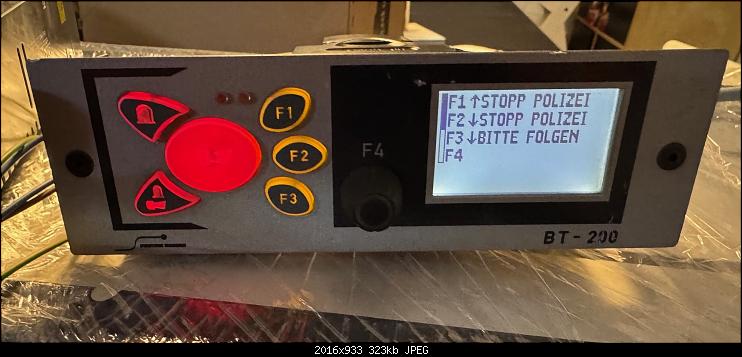 F1
F2
F3
F4
F1↑STOPP POLIZEI
F2↓STOPP POLIZEI
F3↓BITTE FOLGEN
F4
BT-200
2016x933 323kb JPEG